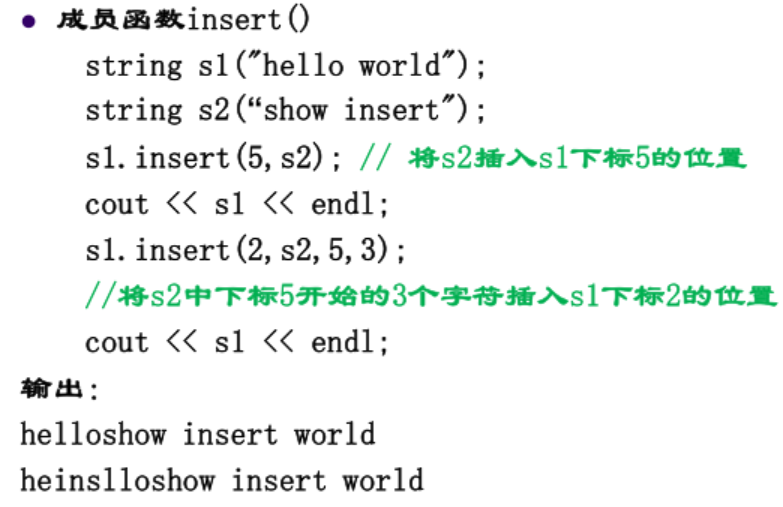 • 成员函数insert()
string s1("hello world");
string s2(“show insert");
s1.insert(5,s2); // 将s2插入s1下标5的位置
cout << s1 << endl;
s1.insert(2,s2,5,3);
//将s2中下标5开始的3个字符插入s1下标2的位置
cout << s1 << endl;
输出:
helloshow insert world
heinslloshow insert world